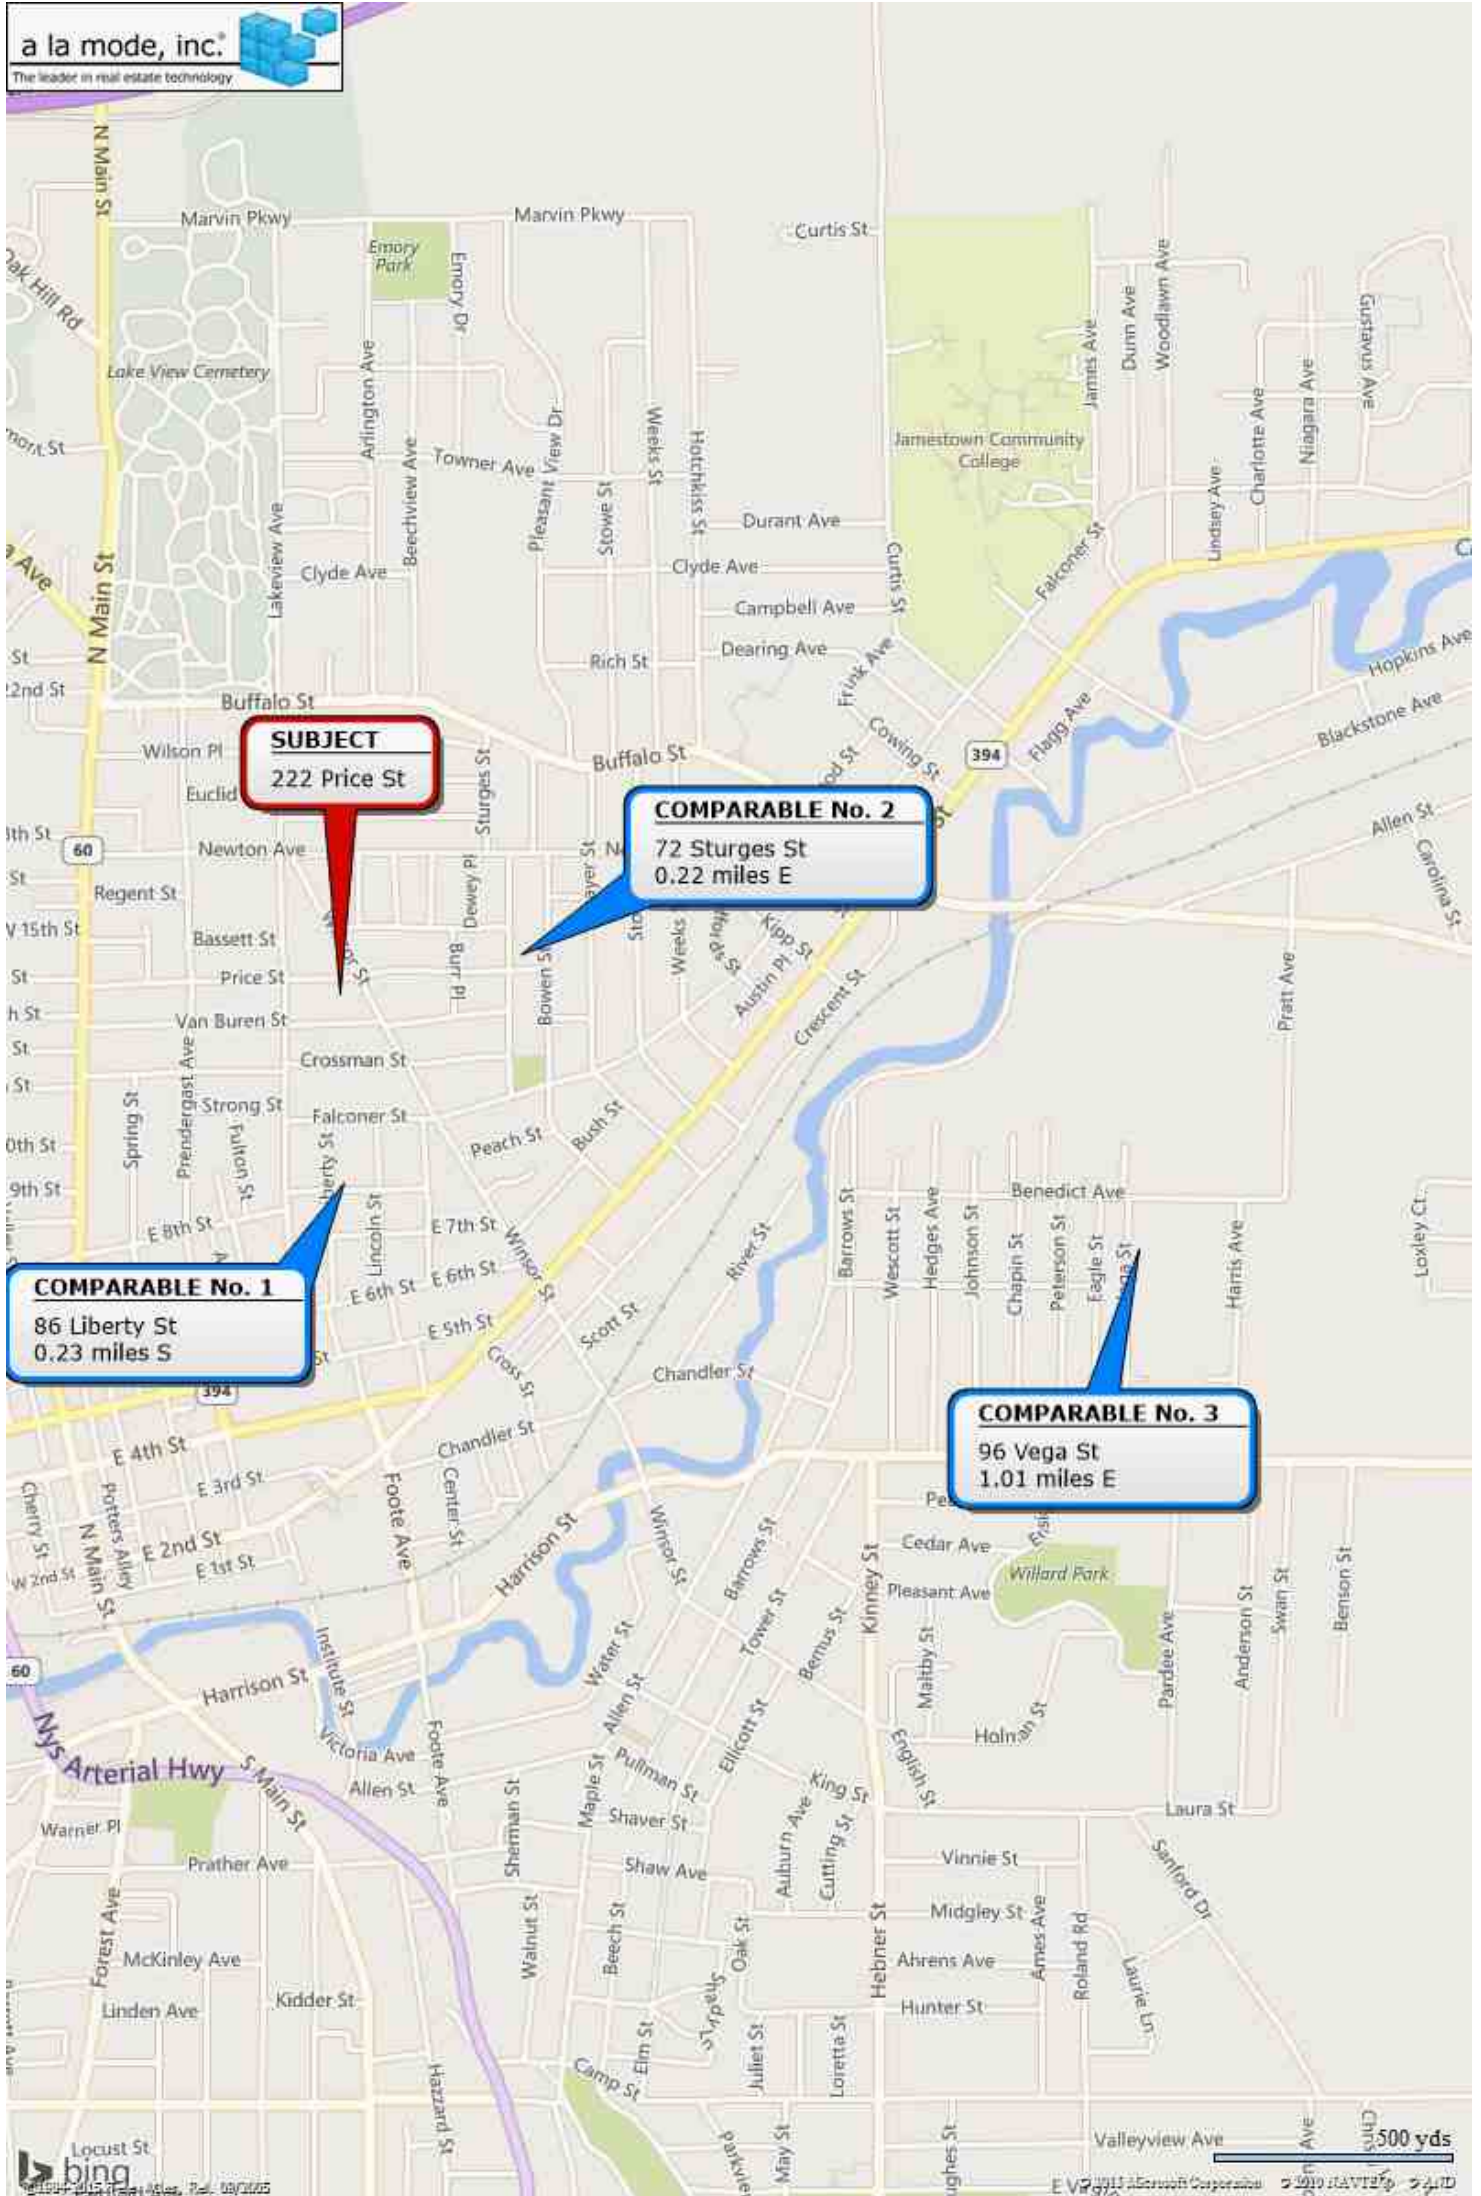 a la mode, inc.
The leader in real estate technology
N Main St
Marvin Pkwy
Marvin Pkwy
Curtis St
Emory
Park
Emory Dr
Oak Hill Rd
Lake View Cemetery
Arlington Ave
James Ave
Dunn Ave
Woodlawn Ave
Gustavus Ave
Niagara Ave
Charlotte Ave
Jamestown Community
College
Towner Ave
Beechview Ave
Pleasant View Dr
Weeks St
Hotchkiss St
Stowe St
Lindsey Ave
Durant Ave
Lakeview Ave
Clyde Ave
Clyde Ave
Curtis St
Falconer St
N Main St
Campbell Ave
Dearing Ave
Rich St
Frink Ave
Hopkins Ave
22nd St
Buffalo St
Blackstone Ave
Flagg Ave
Cowing St
394
Wilson Pl
SUBJECT
222 Price St
Buffalo St
Sturges St
Euclid
COMPARABLE No. 2
72 Sturges St
0.22 miles E
Allen St
Carolina St
60
Newton Ave
Dewey Pl
Regent St
W 15th St
Bassett St
Price St
Burr Pl
Bowen St
Weeks
Kipp St
Austin Pl
Crescent St
Pratt Ave
Van Buren St
Crossman St
Prendergast Ave
Spring St
Strong St
Fulton St
Falconer St
Peach St
Bush St
9th St
Lincoln St
E 8th St
E 7th St
Winsor St
E 6th St
E 6th St
E 5th St
River St
Barrows St
Wescott St
Hedges Ave
Johnson St
Chapin St
Peterson St
Eagle St
Benedict Ave
Harris Ave
Loxley Ct
COMPARABLE No. 1
86 Liberty St
0.23 miles S
Scott St
Cross St
Chandler St
394
COMPARABLE No. 3
96 Vega St
1.01 miles E
E 4th St
Chandler St
E 3rd St
Center St
Foote Ave
Cherry St
Potters Alley
N Main St
E 2nd St
E 1st St
W 2nd St
Harrison St
Winsor St
Barrows St
Kinney St
Cedar Ave
Willard Park
Pleasant Ave
Tower St
Bemus St
Maltby St
Pardee Ave
Anderson St
Swan St
Benson St
60
Institute St
Harrison St
Water St
Allen St
Holman St
Victoria Ave
Foote Ave
Ellicott St
English St
Nys Arterial Hwy
S Main St
Allen St
Pullman St
King St
Maple St
Sherman St
Shaver St
Auburn Ave
Cutting St
Laura St
Warner Pl
Prather Ave
Shaw Ave
Vinnie St
Sanford Dr
Forest Ave
Walnut St
Beech St
Oak St
Hebner St
Midgley St
Ames Ave
Roland Rd
McKinley Ave
Ahrens Ave
Laurie Ln
Linden Ave
Kidder St
Shady Ln
Hunter St
Elm St
Juliet St
Loretta St
Camp St
Hazzard St
Locust St
May St
Valleyview Ave
500 yds
bing